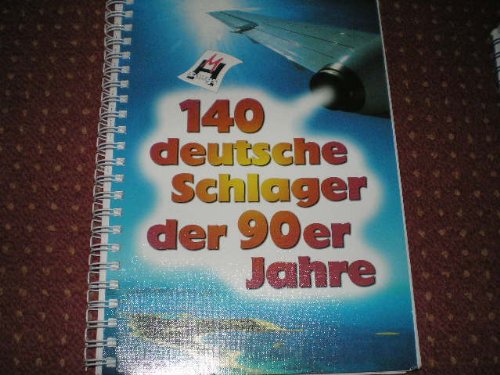 140
deutsche
Schlager
der 90er
Jahre